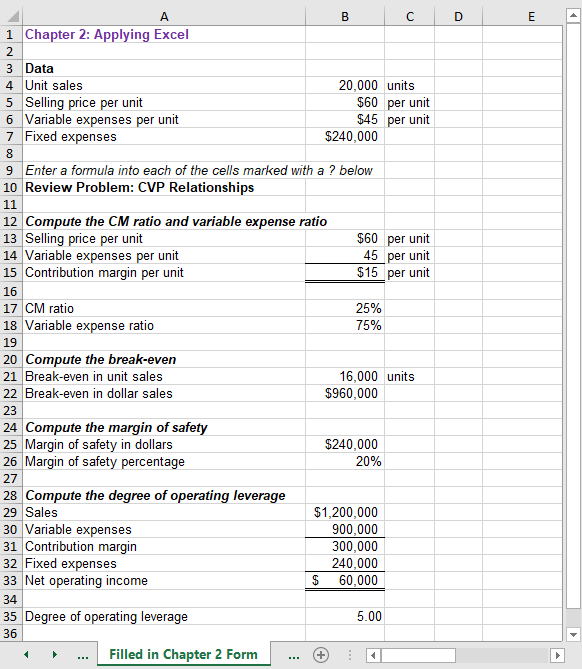 A B C D E
1 Chapter 2: Applying Excel
2
3 Data
4 Unit sales 20,000 units
5 Selling price per unit $60 per unit
6 Variable expenses per unit $45 per unit
7 Fixed expenses $240,000
8
9 Enter a formula into each of the cells marked with a ? below
10 Review Problem: CVP Relationships
11
12 Compute the CM ratio and variable expense ratio
13 Selling price per unit $60 per unit
14 Variable expenses per unit 45 per unit
15 Contribution margin per unit $15 per unit
16
17 CM ratio 25%
18 Variable expense ratio 75%
19
20 Compute the break-even
21 Break-even in unit sales 16,000 units
22 Break-even in dollar sales $960,000
23
24 Compute the margin of safety
25 Margin of safety in dollars $240,000
26 Margin of safety percentage 20%
27
28 Compute the degree of operating leverage
29 Sales $1,200,000
30 Variable expenses 900,000
31 Contribution margin 300,000
32 Fixed expenses 240,000
33 Net operating income $ 60,000
34
35 Degree of operating leverage 5.00
36
... Filled in Chapter 2 Form ...